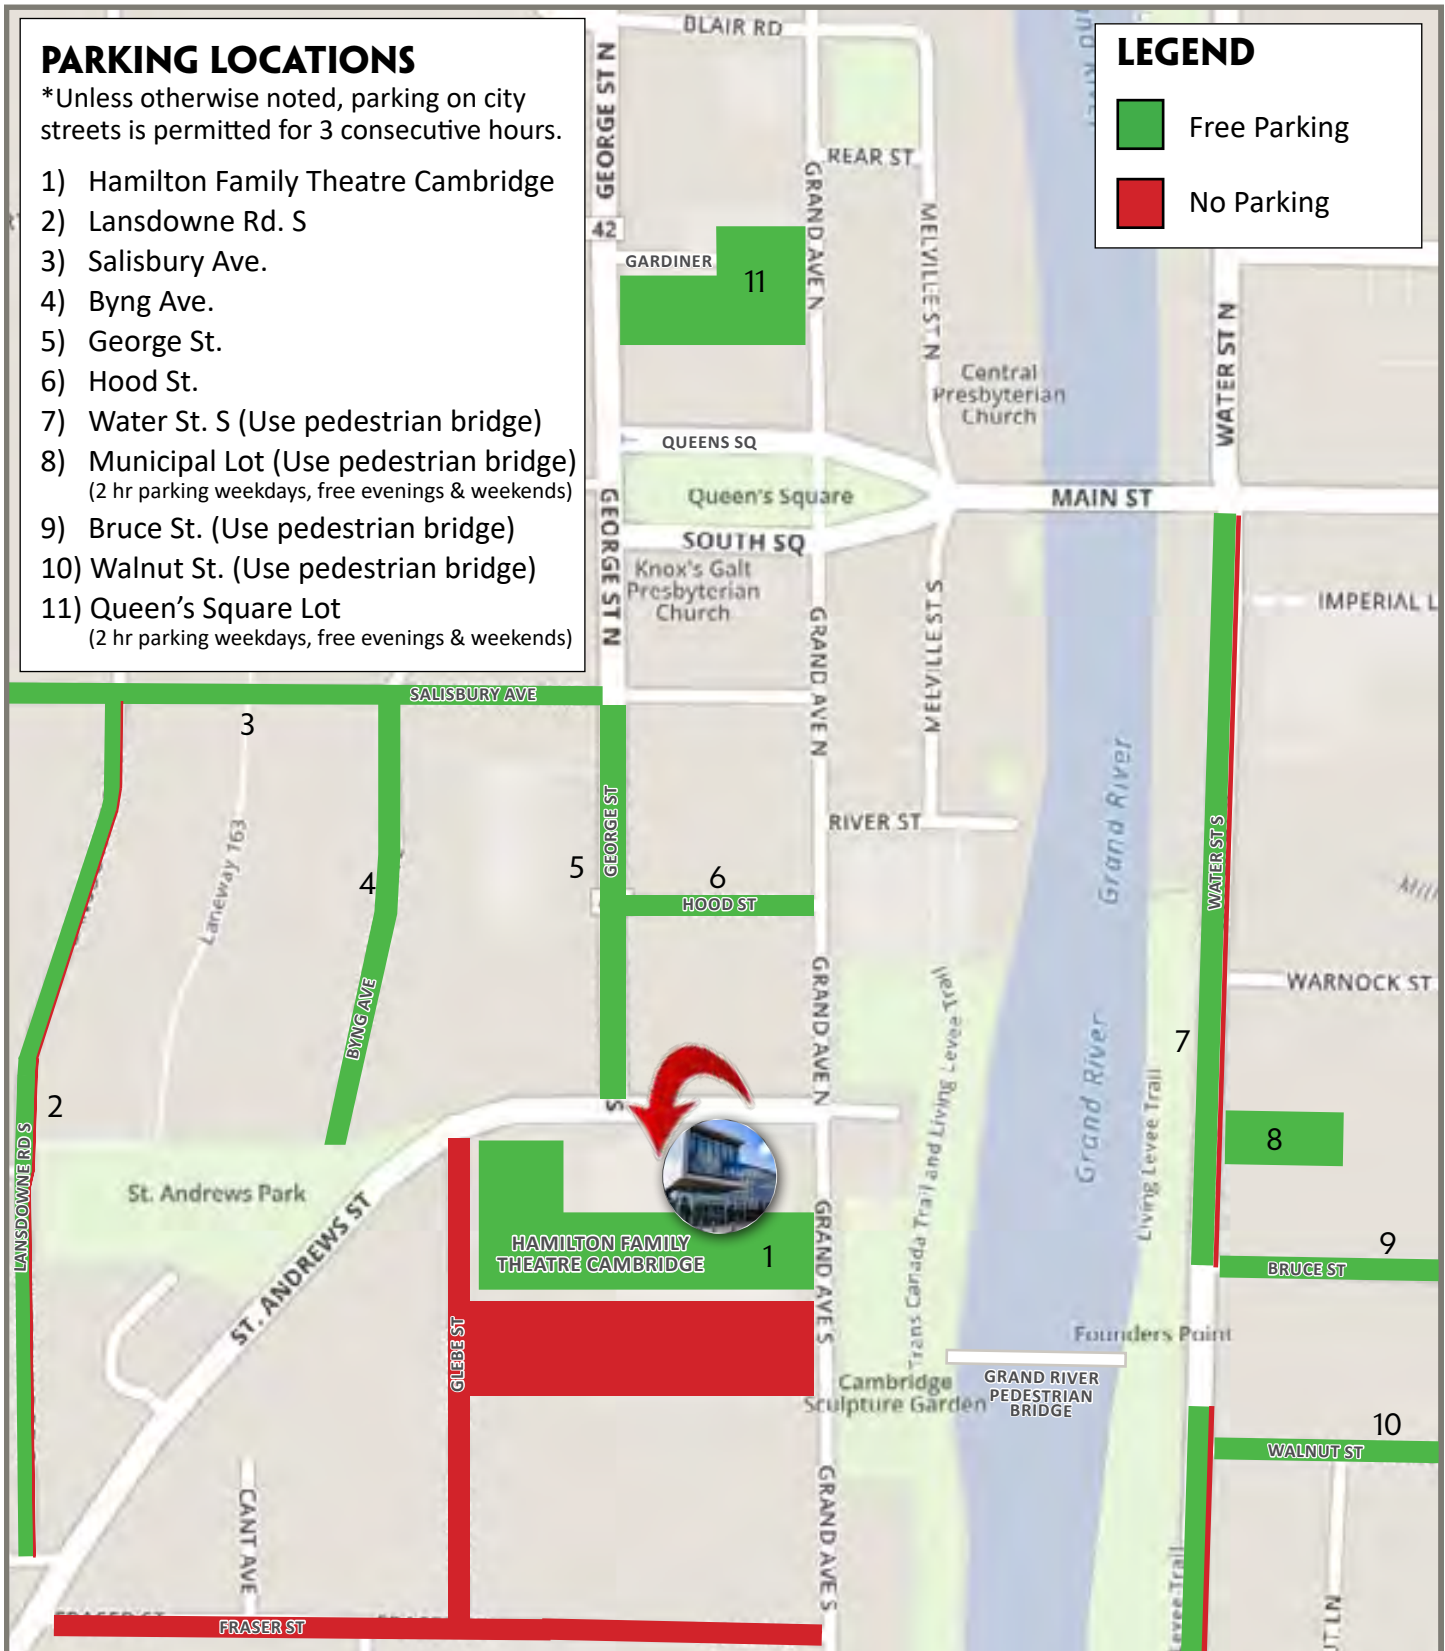 PARKING LOCATIONS
*Unless otherwise noted, parking on city
streets is permitted for 3 consecutive hours.
1) Hamilton Family Theatre Cambridge
2) Lansdowne Rd. S
3) Salisbury Ave.
4) Byng Ave.
5) George St.
6) Hood St.
7) Water St. S (Use pedestrian bridge)
8) Municipal Lot (Use pedestrian bridge)
(2 hr parking weekdays, free evenings & weekends)
9) Bruce St. (Use pedestrian bridge)
10) Walnut St. (Use pedestrian bridge)
11) Queen's Square Lot
(2 hr parking weekdays, free evenings & weekends)
LEGEND
Free Parking
No Parking
BLAIR RD
GEORGE ST N
REAR ST
GRAND AVE N
MELVILLE ST N
42
GARDINER
11
WATER ST N
Central
Presbyterian
Church
QUEENS SQ
Queen's Square
MAIN ST
GEORGE ST N
SOUTH SQ
Knox's Galt
Presbyterian
Church
GRAND AVE N
MELVILLE ST S
IMPERIAL L
SALISBURY AVE
3
Laneway 163
4
BYNG AVE
5
GEORGE ST
6
HOOD ST
RIVER ST
Grand River
WATER ST S
WARNOCK ST
GRAND AVE N
Trans Canada Trail and Living Levee Trail
Grand River
7
Living Levee Trail
2
LANSDOWNE RD S
S
8
St. Andrews Park
ST. ANDREWS ST
HAMILTON FAMILY
THEATRE CAMBRIDGE
1
GRAND AVE S
9
BRUCE ST
GLEBE ST
Founders Point
Cambridge
Sculpture Garden
GRAND RIVER
PEDESTRIAN
BRIDGE
10
WALNUT ST
CANT AVE
GRAND AVE S
FRASER ST
FRASER ST
Levee Trail
UT LN